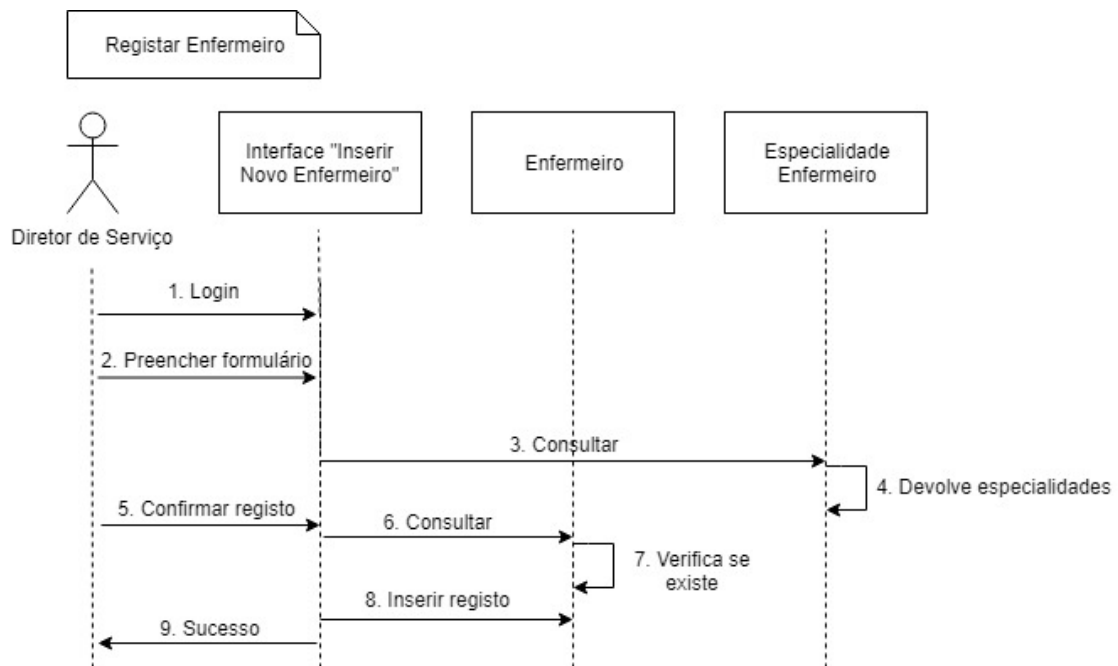 Registar Enfermeiro
Interface "Inserir
Novo Enfermeiro"
Enfermeiro
Especialidade
Enfermeiro
Diretor de Serviço
1. Login
2. Preencher formulário
3. Consultar
4. Devolve especialidades
5. Confirmar registo
6. Consultar
7. Verifica se
existe
8. Inserir registo
9. Sucesso